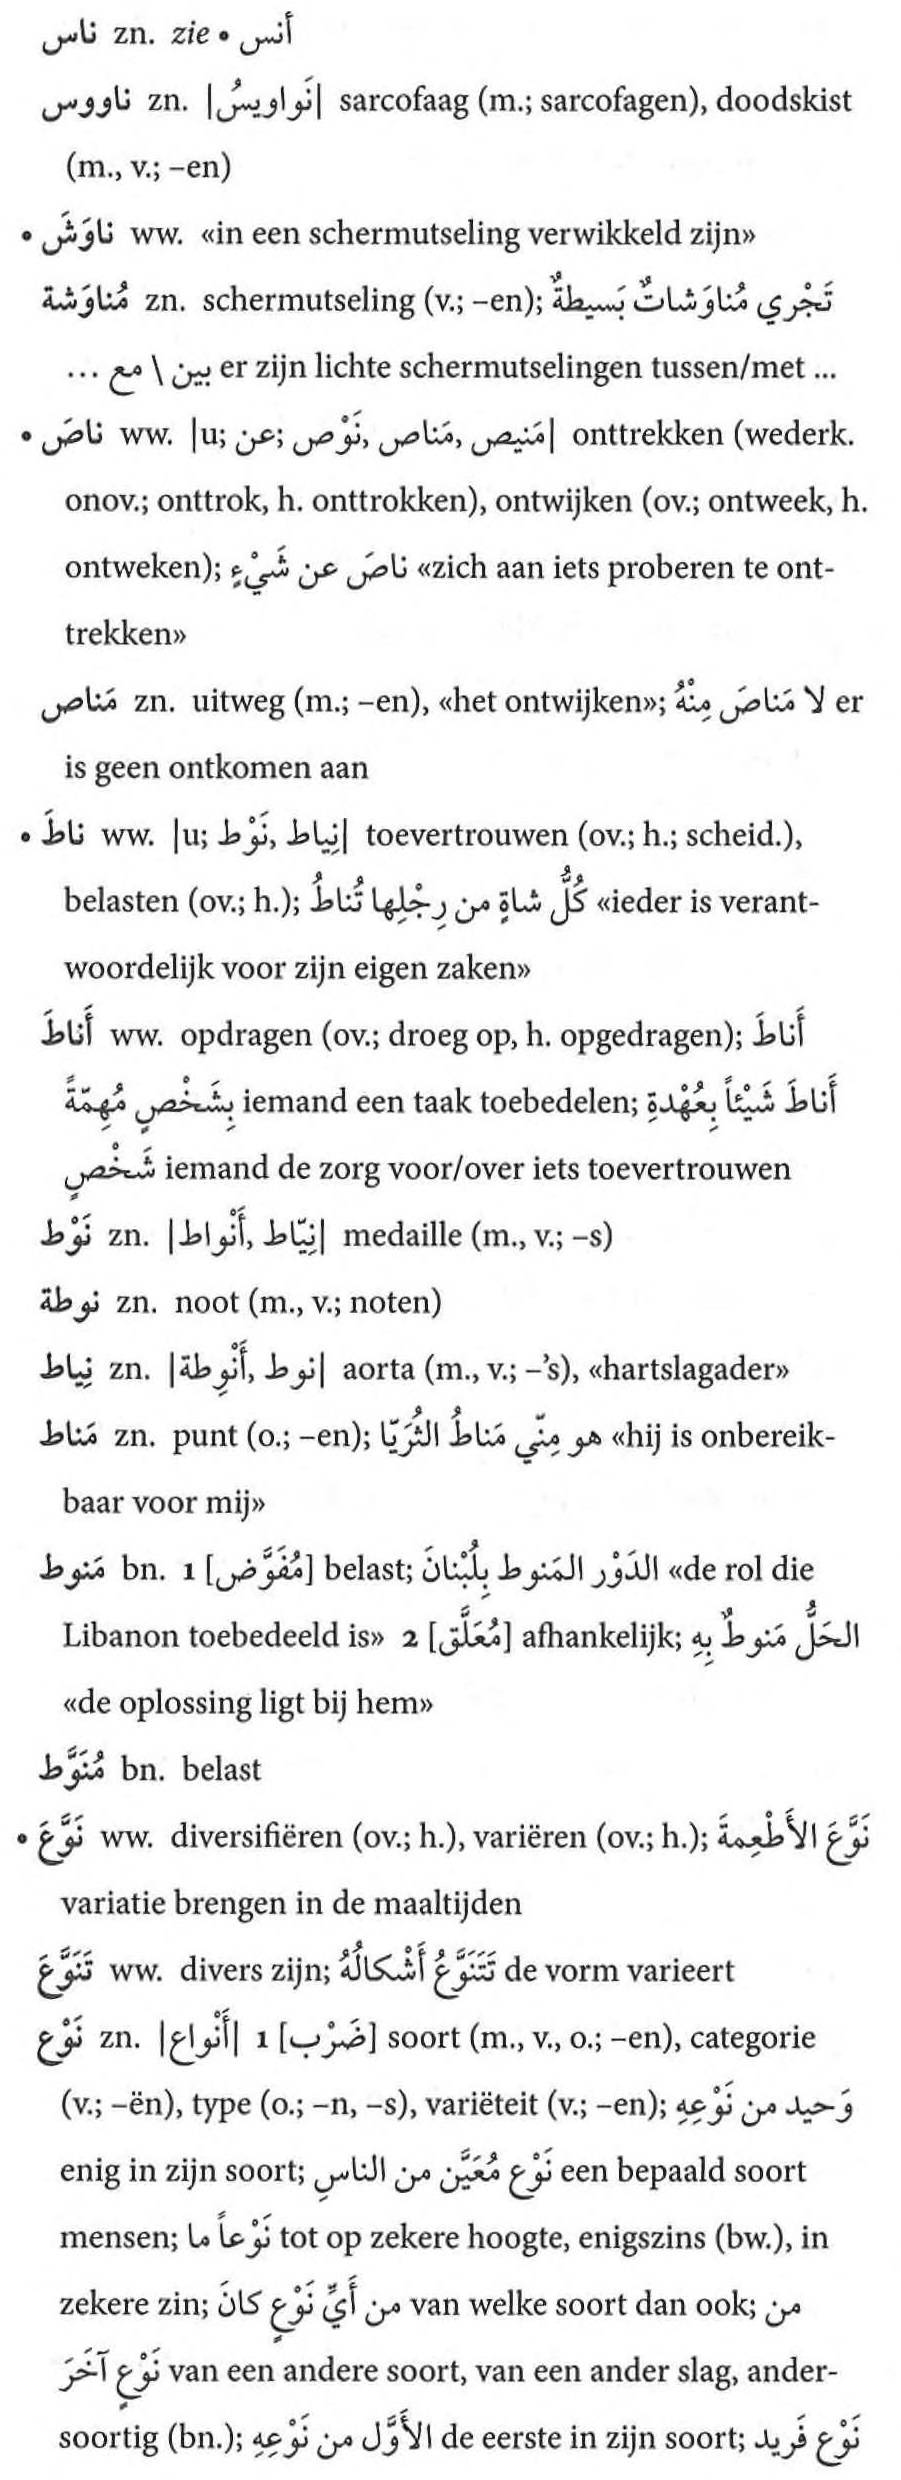 ناس zn. zie • أنس
ناووس zn. |نَواويسُ| sarcofaag (m.; sarcofagen), doodskist
(m., v.; –en)
• ناوَشَ ww. «in een schermutseling verwikkeld zijn»
مُناوَشة zn. schermutseling (v.; –en); تَجْري مُناوَشاتٌ بَسيطةٌ
بين \ مع ... er zijn lichte schermutselingen tussen/met ...
• ناصَ ww. |u; عن; نَوْص, مَناص, مَنيص| onttrekken (wederk.
onov.; onttrok, h. onttrokken), ontwijken (ov.; ontweek, h.
ontweken); ناصَ عن شَيْءٍ «zich aan iets proberen te ont-
trekken»
مَناص zn. uitweg (m.; –en), «het ontwijken»; لا مَناصَ مِنْهُ er
is geen ontkomen aan
• ناطَ ww. |u; نَوْط, نِياط| toevertrouwen (ov.; h.; scheid.),
belasten (ov.; h.); كُلُّ شاةٍ من رِجْلِها تُناطُ «ieder is verant-
woordelijk voor zijn eigen zaken»
أَناطَ ww. opdragen (ov.; droeg op, h. opgedragen); أَناطَ
بِشَخْصٍ مُهِمّةً iemand een taak toebedelen; أَناطَ شَيْئاً بِعُهْدةِ
شَخْصٍ iemand de zorg voor/over iets toevertrouwen
نَوْط zn. |أَنْواط, نِيّاط| medaille (m., v.; –s)
نوطة zn. noot (m., v.; noten)
نِياط zn. |أَنْوِطة, نوط| aorta (m., v.; –'s), «hartslagader»
مَناط zn. punt (o.; –en); هو مِنّي مَناطُ الثُرَيّا «hij is onbereik-
baar voor mij»
مَنوط bn. 1 [مُفَوَّض] belast; الدَوْر المَنوط بِلُبْنانَ «de rol die
Libanon toebedeeld is» 2 [مُعَلَّق] afhankelijk; الحَلُّ مَنوطٌ بِهِ
«de oplossing ligt bij hem»
مُنَوَّط bn. belast
• نَوَّعَ ww. diversifiëren (ov.; h.), variëren (ov.; h.); نَوَّعَ الأَطْعِمةَ
variatie brengen in de maaltijden
تَنَوَّعَ ww. divers zijn; تَتَنَوَّعُ أَشْكالُهُ de vorm varieert
نَوْع zn. |أَنْواع| 1 [ضَرْب] soort (m., v., o.; –en), categorie
(v.; –ën), type (o.; –n, –s), variëteit (v.; –en); وَحيد من نَوْعِهِ
enig in zijn soort; نَوْع مُعَيَّن من الناسِ een bepaald soort
mensen; نَوْعاً ما tot op zekere hoogte, enigszins (bw.), in
zekere zin; من أَيِّ نَوْعٍ كانَ van welke soort dan ook; من
نَوْعٍ آخَرَ van een andere soort, van een ander slag, ander-
soortig (bn.); الأَوَّل من نَوْعِهِ de eerste in zijn soort; نَوْع فَريد